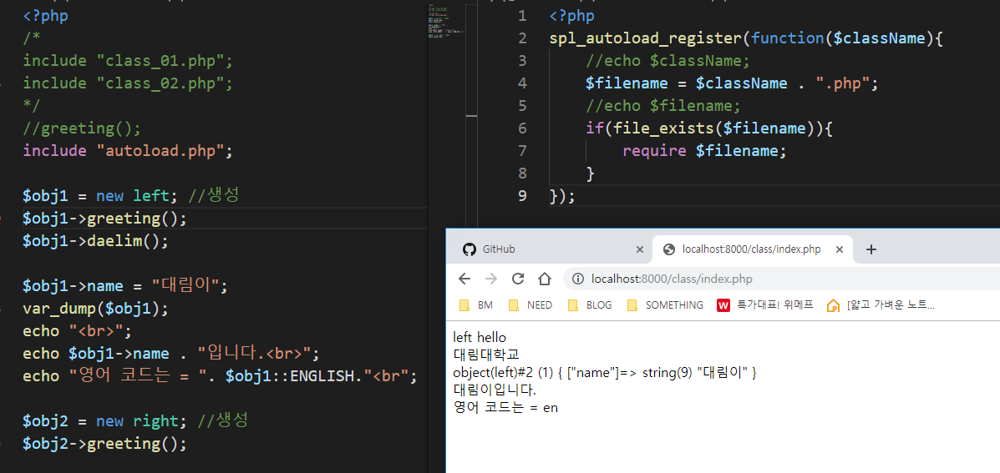 <?php
/*
include "class_01.php";
include "class_02.php";
*/
//greeting();
include "autoload.php";
$obj1 = new left; //생성
$obj1->greeting();
$obj1->daelim();
$obj1->name = "대림이";
var_dump($obj1);
echo "<br>";
echo $obj1->name . "입니다.<br>";
echo "영어 코드는 = ". $obj1::ENGLISH."<br";
$obj2 = new right; //생성
$obj2->greeting();
1 <?php
2 spl_autoload_register(function($className){
3 //echo $className;
4 $filename = $className . ".php";
5 //echo $filename;
6 if(file_exists($filename)){
7 require $filename;
8 }
9 });
GitHub localhost:8000/class/index.php
localhost:8000/class/index.php
BM NEED BLOG SOMETHING W 특가대표! 위메프 [얇고 가벼운 노트...
left hello
대림대학교
object(left)#2 (1) { ["name"]=> string(9) "대림이" }
대림이입니다.
영어 코드는 = en